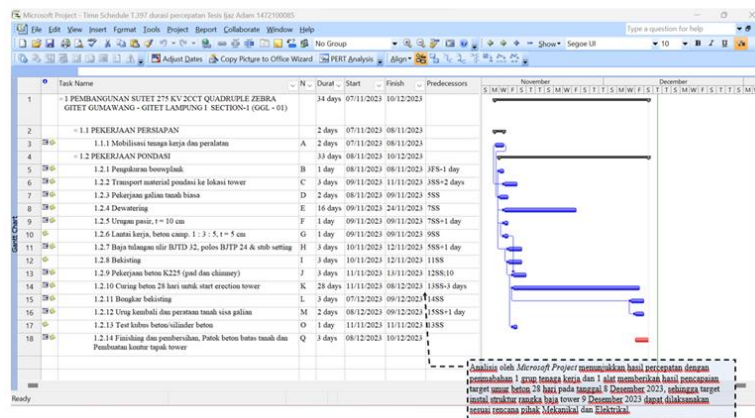 Microsoft Project - Time Schedule T.397 durasi percepatan Tesis Ijaz Adam 1472100085
File Edit View Insert Format Tools Project Report Collaborate Window Help
Type a question for help
No Group
Show
Segoe UI
10
Adjust Dates Copy Picture to Office Wizard PERT Analysis Align
Task Name N Durat Start Finish Predecessors
November December
1 1 PEMBANGUNAN SUTET 275 KV 2CCT QUADRUPLE ZEBRA GITET GUMAWANG - GITET LAMPUNG I SECTION-1 (GGL - 01) 34 days 07/11/2023 10/12/2023
2 1.1 PEKERJAAN PERSIAPAN 2 days 07/11/2023 08/11/2023
3 1.1.1 Mobilisasi tenaga kerja dan peralatan A 2 days 07/11/2023 08/11/2023
4 1.2 PEKERJAAN PONDASI 33 days 08/11/2023 10/12/2023
5 1.2.1 Pengukuran bouwplank B 1 day 08/11/2023 08/11/2023 3FS-1 day
6 1.2.2 Transport material pondasi ke lokasi tower C 3 days 09/11/2023 11/11/2023 3SS+2 days
7 1.2.3 Pekerjaan galian tanah biasa D 2 days 08/11/2023 09/11/2023 5SS
8 1.2.4 Dewatering E 16 days 09/11/2023 24/11/2023 7SS
9 1.2.5 Urugan pasir, t = 10 cm F 1 day 09/11/2023 09/11/2023 7SS+1 day
10 1.2.6 Lantai kerja, beton camp. 1 : 3 : 5, t = 5 cm G 1 day 09/11/2023 09/11/2023 9SS
11 1.2.7 Baja tulangan ulir BJTD 32, polos BJTP 24 & stub setting H 3 days 10/11/2023 12/11/2023 5SS+1 day
12 1.2.8 Bekisting I 3 days 10/11/2023 12/11/2023 11SS
13 1.2.9 Pekerjaan beton K225 (pad dan chimney) J 3 days 11/11/2023 13/11/2023 12SS;10
14 1.2.10 Curing beton 28 hari untuk start erection tower K 28 days 11/11/2023 08/12/2023 13SS-3 days
15 1.2.11 Bongkar bekisting L 3 days 07/12/2023 09/12/2023 14SS
16 1.2.12 Urug kembali dan perataan tanah sisa galian M 2 days 08/12/2023 09/12/2023 15SS+1 day
17 1.2.13 Test kubus beton/silinder beton O 1 day 11/11/2023 11/11/2023 13SS
18 1.2.14 Finishing dan pembersihan, Patok beton batas tanah dan Pembuatan kontur tapak tower Q 3 days 08/12/2023 10/12/2023
Gantt Chart
Analisis oleh Microsoft Project menunjukkan hasil percepatan dengan
penambahan 1 grup tenaga kerja dan 1 alat memberikan hasil pencapaian
target umur beton 28 hari pada tanggal 8 Desember 2023, sehingga target
instal struktur rangka baja tower 9 Desember 2023 dapat dilaksanakan
sesuai rencana pihak Mekanikal dan Elektrikal.
Ready